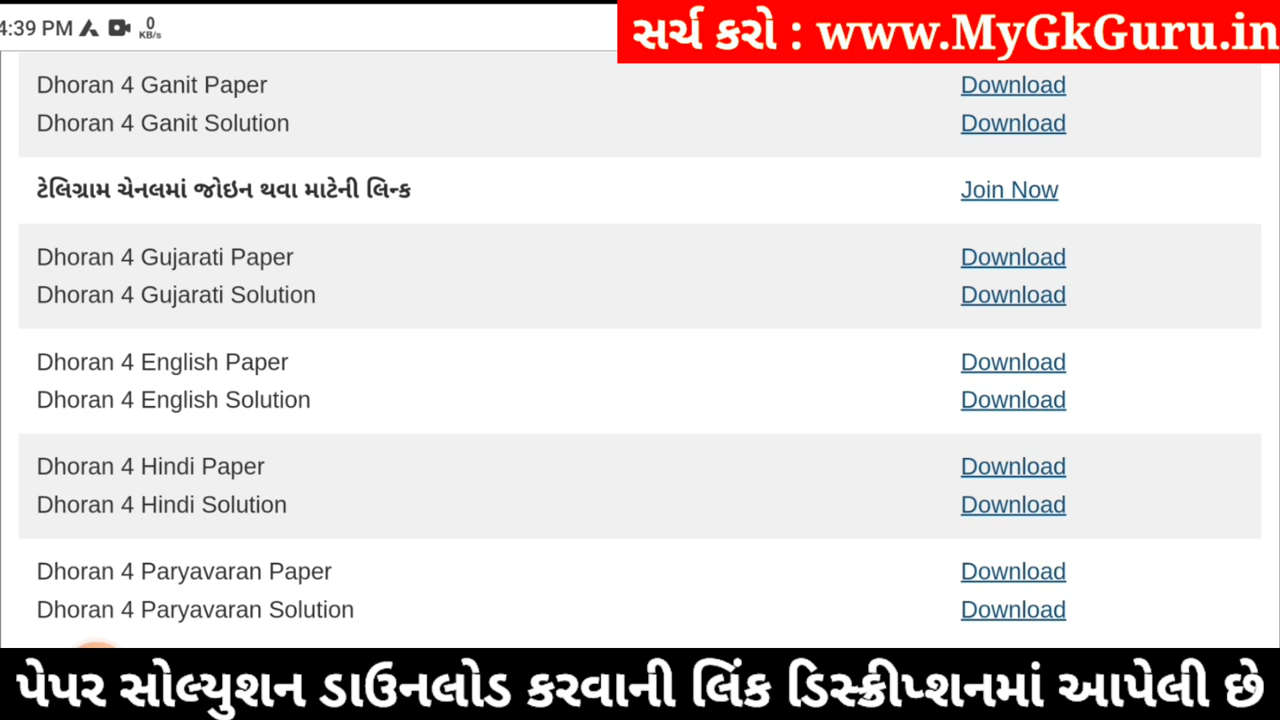 4:39 PM 0 KB/s
સર્ચ કરો : www.MyGkGuru.in
Dhoran 4 Ganit Paper Download
Dhoran 4 Ganit Solution Download
ટેલિગ્રામ ચેનલમાં જોઇન થવા માટેની લિન્ક Join Now
Dhoran 4 Gujarati Paper Download
Dhoran 4 Gujarati Solution Download
Dhoran 4 English Paper Download
Dhoran 4 English Solution Download
Dhoran 4 Hindi Paper Download
Dhoran 4 Hindi Solution Download
Dhoran 4 Paryavaran Paper Download
Dhoran 4 Paryavaran Solution Download
પેપર સોલ્યુશન ડાઉનલોડ કરવાની લિંક ડિસ્ક્રીપ્શનમાં આપેલી છે